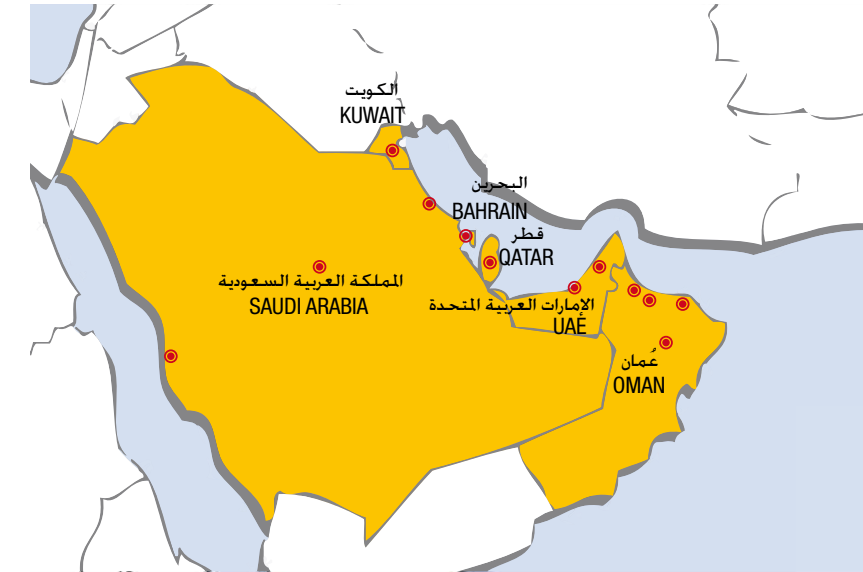 الكويت
KUWAIT
البحرين
BAHRAIN
قطر
QATAR
المملكة العربية السعودية
SAUDI ARABIA
الإمارات العربية المتحدة
UAE
عُمان
OMAN